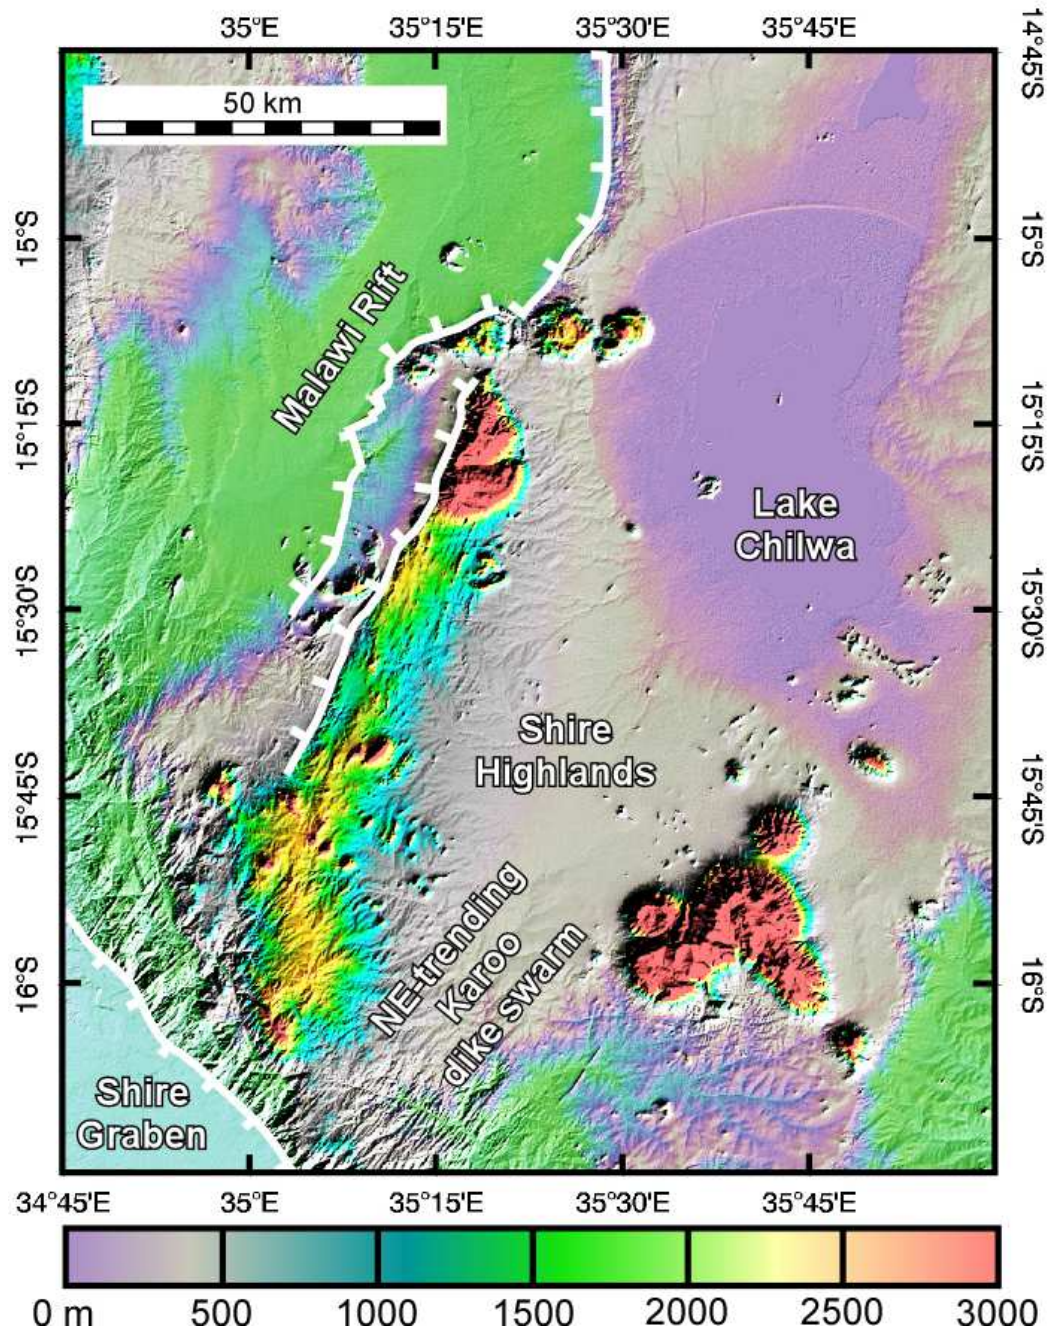 35°E 35°15'E 35°30'E 35°45'E
14°45'S
50 km
15°S
15°S
Malawi Rift
15°15'S
15°15'S
Lake
Chilwa
15°30'S
15°30'S
Shire
Highlands
15°45'S
15°45'S
NE-trending
Karoo
dike swarm
16°S
16°S
Shire
Graben
34°45'E 35°E 35°15'E 35°30'E 35°45'E
0 m 500 1000 1500 2000 2500 3000